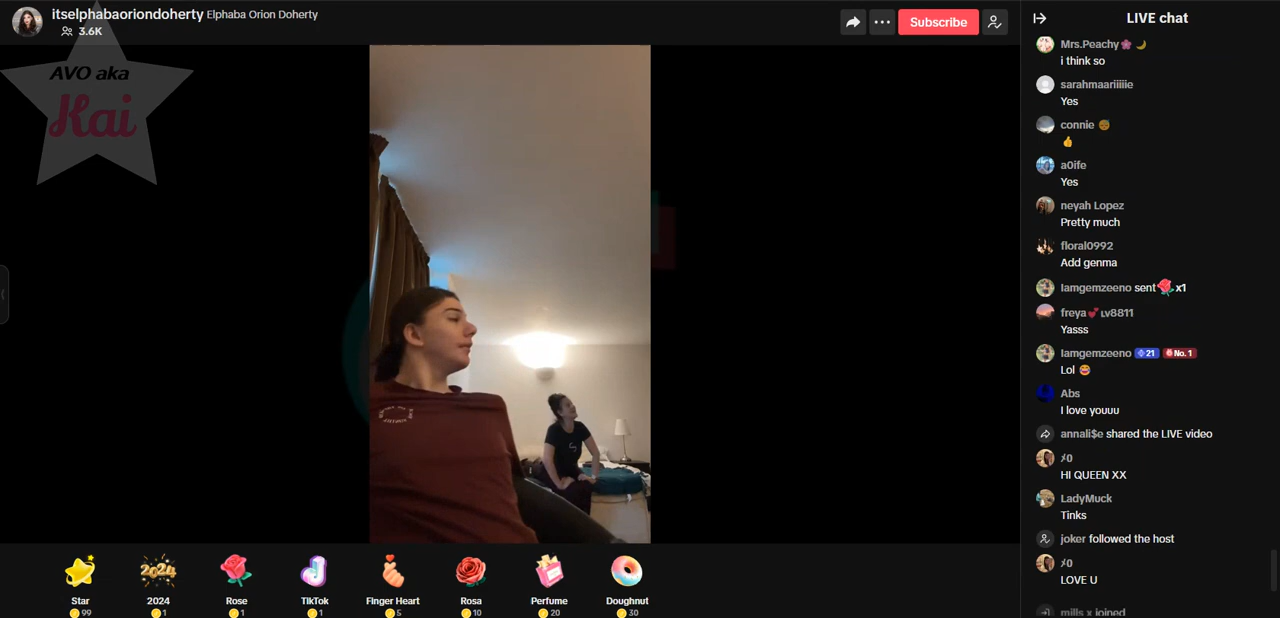 itselphabaoriondoherty Elphaba Orion Doherty
3.6K
Subscribe
AVO aka
Kai
LIVE chat
Mrs.Peachy🌸 🌙
i think so
sarahmaariiiiie
Yes
connie 😴
👍
a0ife
Yes
neyah Lopez
Pretty much
floral0992
Add genma
Iamgemzeeno sent🌹x1
freya💕 ʟᴠ8811
Yasss
Iamgemzeeno 21 No. 1
Lol 😂
Abs
I love youuu
annali$e shared the LIVE video
HI QUEEN XX
LadyMuck
Tinks
joker followed the host
LOVE U
mills x joined
Star
99
2024
2024
1
Rose
1
TikTok
1
Finger Heart
5
Rosa
10
Perfume
20
Doughnut
30